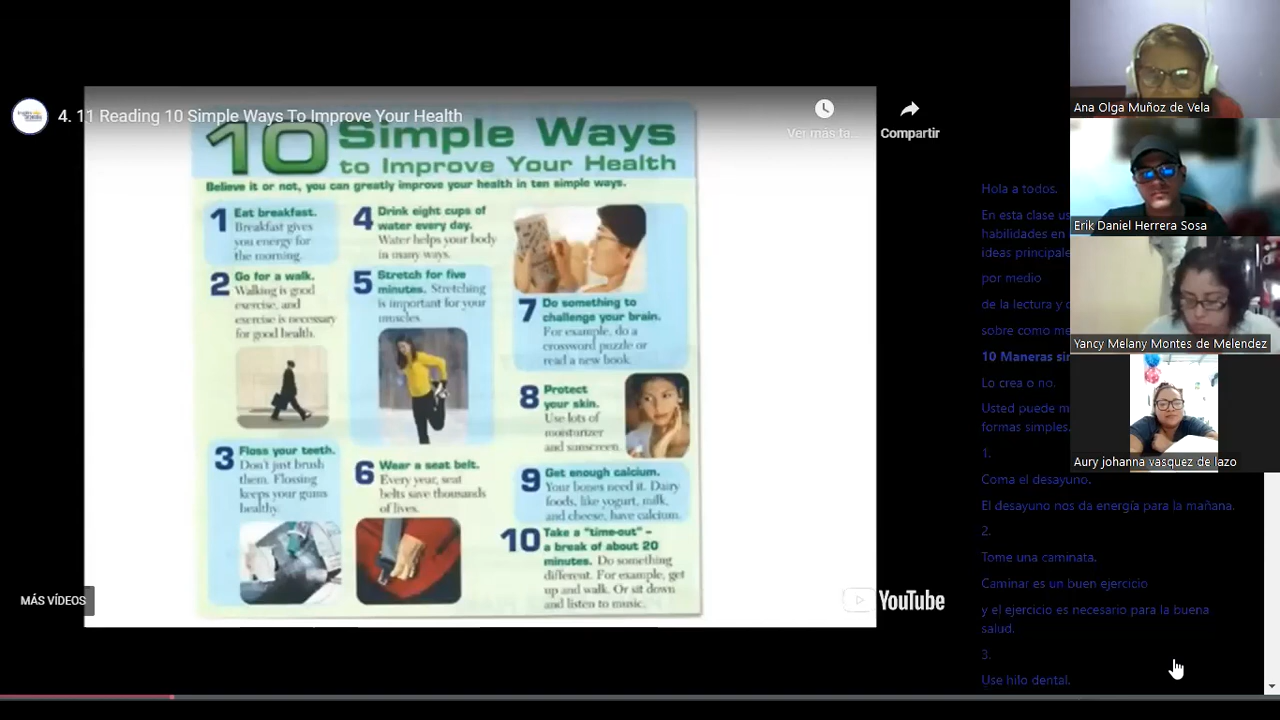 4. 11 Reading 10 Simple Ways To Improve Your Health
Ver más ta...
Compartir
10 Simple Ways
to Improve Your Health
Believe it or not, you can greatly improve your health in ten simple ways.
1 Eat breakfast.
Breakfast gives
you energy for
the morning.
2 Go for a walk.
Walking is good
exercise, and
exercise is necessary
for good health.
3 Floss your teeth.
Don't just brush
them. Flossing
keeps your gums
healthy.
4 Drink eight cups of
water every day.
Water helps your body
in many ways.
5 Stretch for five
minutes. Stretching
is important for your
muscles.
6 Wear a seat belt.
Every year, seat
belts save thousands
of lives.
7 Do something to
challenge your brain.
For example, do a
crossword puzzle or
read a new book.
8 Protect
your skin.
Use lots of
moisturizer
and sunscreen.
9 Get enough calcium.
Your bones need it. Dairy
foods, like yogurt, milk,
and cheese, have calcium.
10 Take a "time-out" –
a break of about 20
minutes. Do something
different. For example, get
up and walk. Or sit down
and listen to music.
MÁS VÍDEOS
YouTube
Hola a todos.
En esta clase us
habilidades en
ideas principale
por medio
de la lectura y
sobre como me
10 Maneras si
Lo crea o no.
Usted puede m
formas simples.
1.
Coma el desayuno.
El desayuno nos da energía para la mañana.
2.
Tome una caminata.
Caminar es un buen ejercicio
y el ejercicio es necesario para la buena
salud.
3.
Use hilo dental.
Ana Olga Muñoz de Vela
Erik Daniel Herrera Sosa
Yancy Melany Montes de Melendez
Aury johanna vasquez de lazo